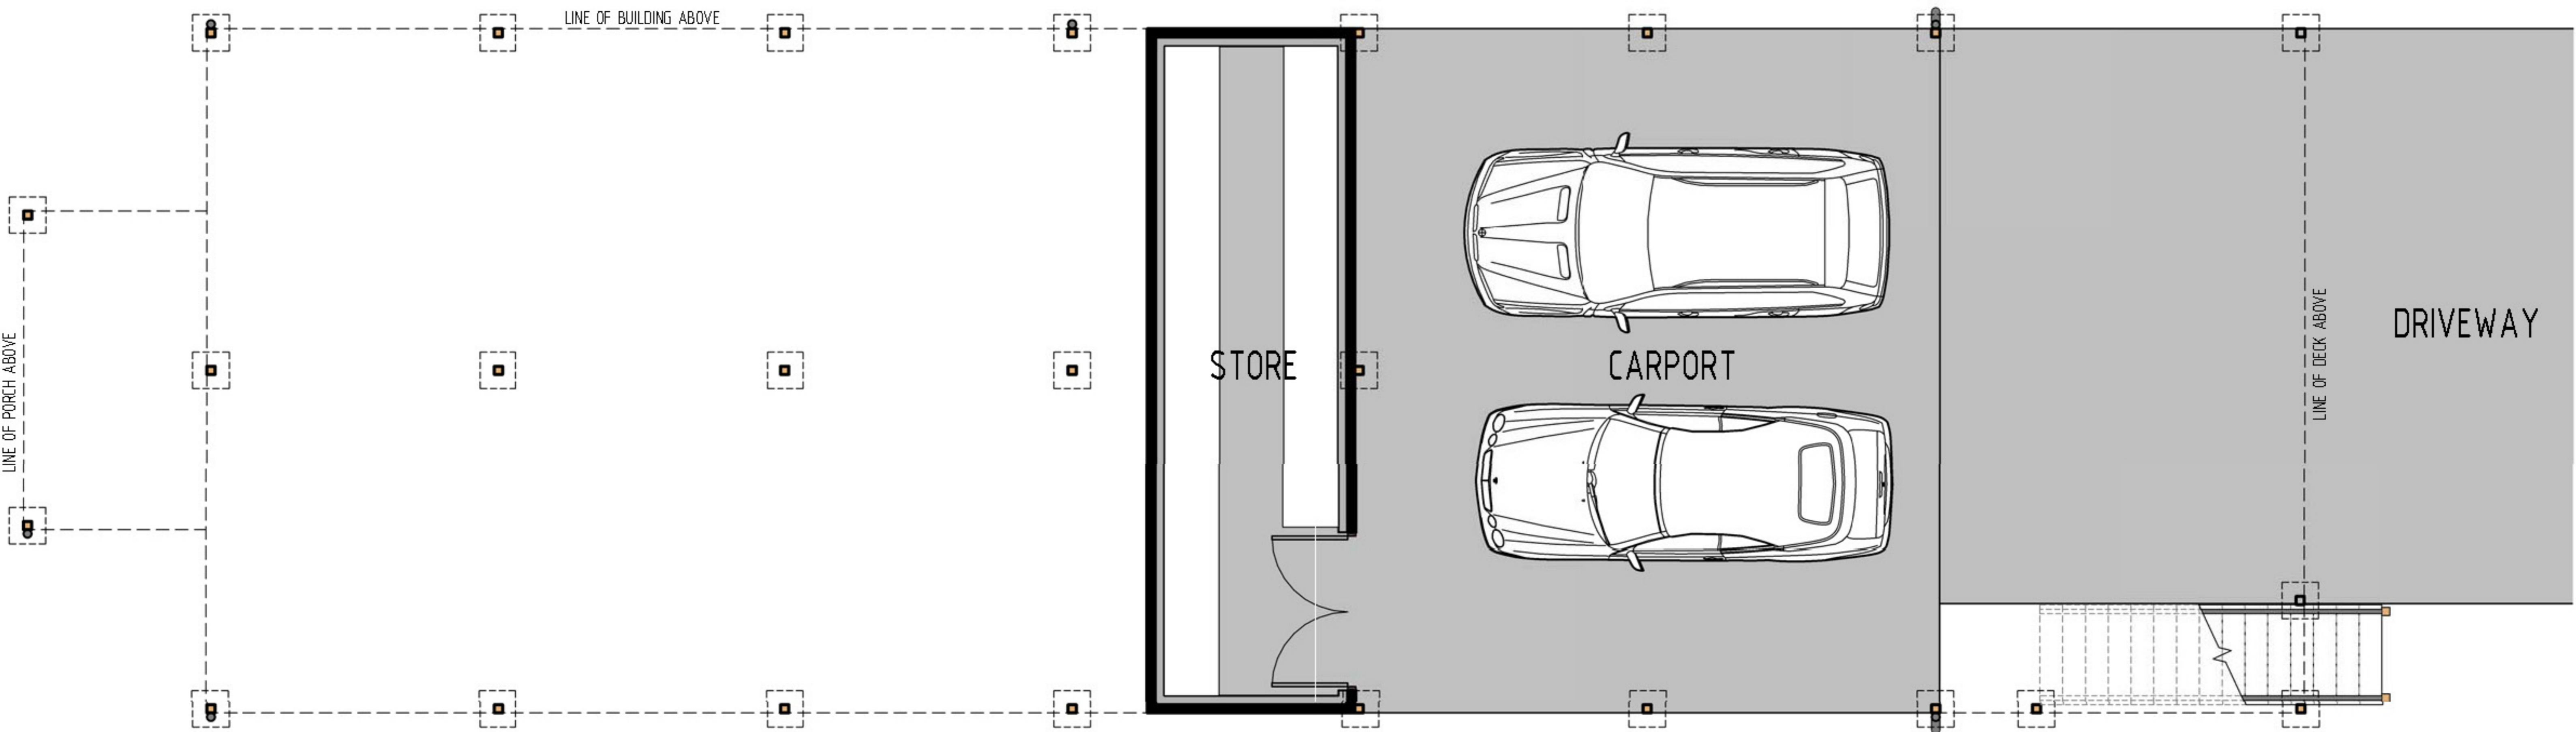 LINE OF BUILDING ABOVE
LINE OF PORCH ABOVE
STORE
CARPORT
LINE OF DECK ABOVE
DRIVEWAY